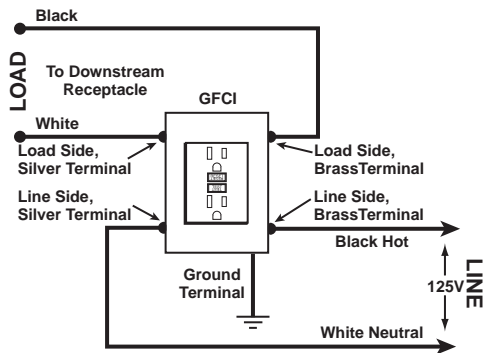 Black
LOAD
To Downstream
Receptacle
GFCI
White
Load Side,
Silver Terminal
Load Side,
BrassTerminal
Line Side,
Silver Terminal
Line Side,
BrassTerminal
Black Hot
Ground
Terminal
125V
LINE
White Neutral